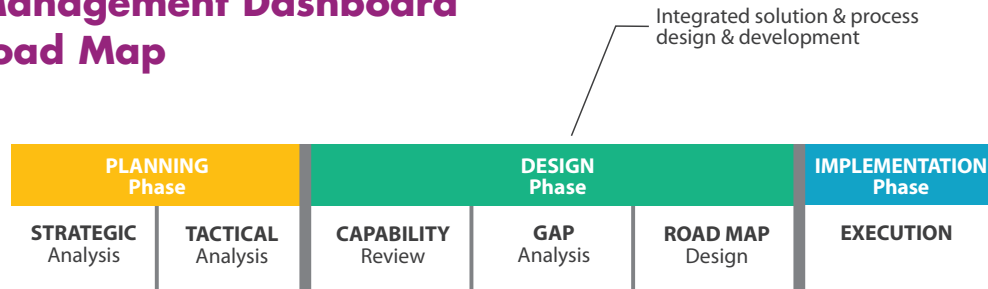 Management Dashboard
Road Map
Integrated solution & process
design & development
PLANNING
Phase
DESIGN
Phase
IMPLEMENTATION
Phase
STRATEGIC
Analysis
TACTICAL
Analysis
CAPABILITY
Review
GAP
Analysis
ROAD MAP
Design
EXECUTION